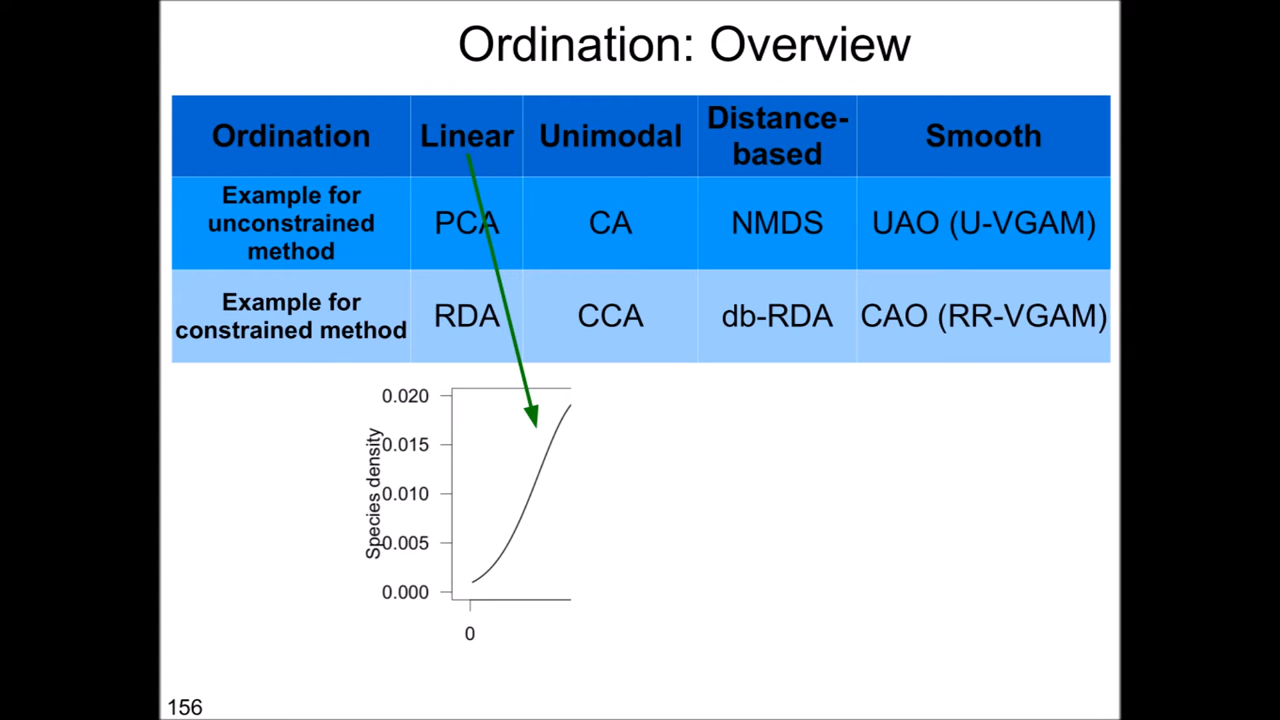 Ordination: Overview
Ordination Linear Unimodal Distance-
based Smooth
Example for
unconstrained
method PCA CA NMDS UAO (U-VGAM)
Example for
constrained method RDA CCA db-RDA CAO (RR-VGAM)
0.020
0.015
0.010
0.005
0.000
Species density
0
156